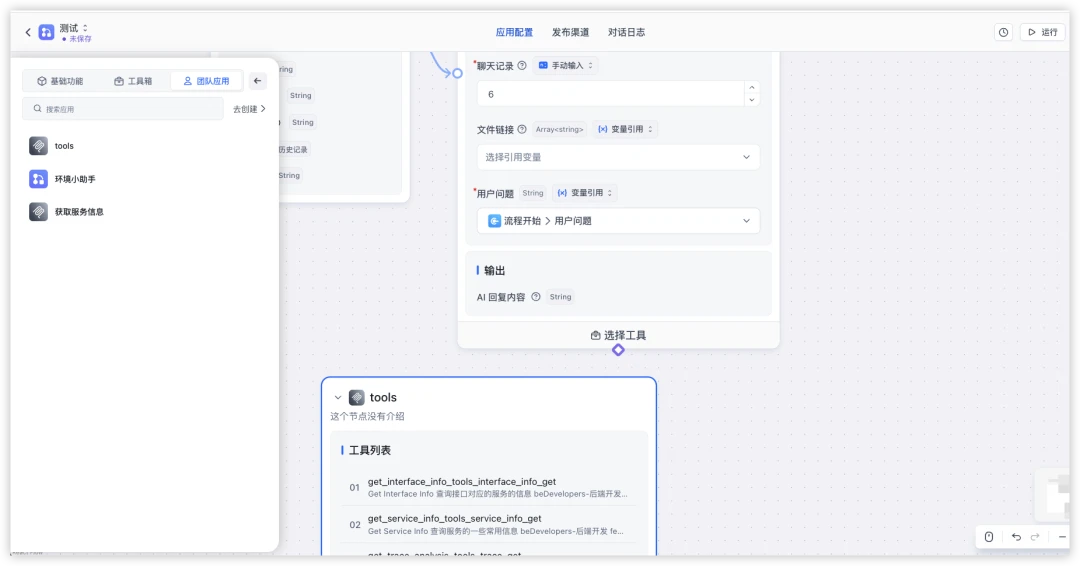 测试
未保存
应用配置
发布渠道
对话日志
运行
基础功能
工具箱
团队应用
搜索应用
去创建
tools
环境小助手
获取服务信息
ring
String
String
历史记录
String
*聊天记录
手动输入
6
文件链接
Array<string>
(x) 变量引用
选择引用变量
*用户问题
String
(x) 变量引用
流程开始 > 用户问题
输出
AI 回复内容
String
选择工具
tools
这个节点没有介绍
工具列表
01
get_interface_info_tools_interface_info_get
Get Interface Info 查询接口对应的服务的信息 beDevelopers-后端开发...
02
get_service_info_tools_service_info_get
Get Service Info 查询服务的一些常用信息 beDevelopers-后端开发 fe...
get_trace_analysis_tools_trace_get